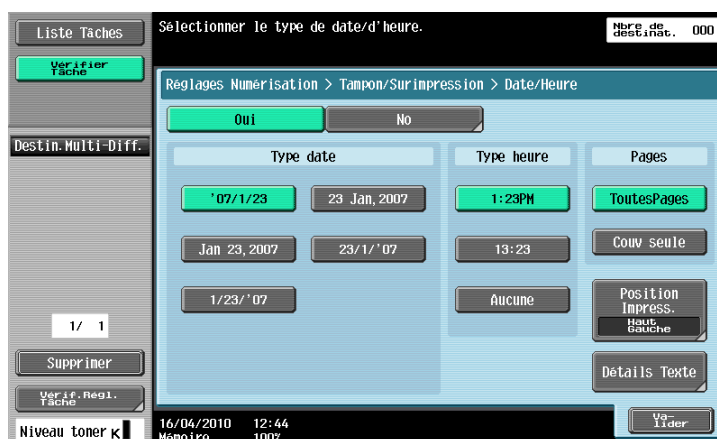 Liste Tâches
Sélectionner le type de date/d'heure.
Nbre de
destinat.
000
Vérifier
Tâche
Réglages Numérisation > Tampon/Surimpression > Date/Heure
Oui
No
Destin.Multi-Diff.
Type date
Type heure
Pages
'07/1/23
23 Jan,2007
1:23PM
ToutesPages
Jan 23,2007
23/1/'07
13:23
Couv seule
1/23/'07
Aucune
Position
Impress.
Haut
Gauche
1/ 1
Supprimer
Détails Texte
Vérif.Régl.
Tâche
Niveau toner K
16/04/2010 12:44
Mémoire 100%
Va-
lider